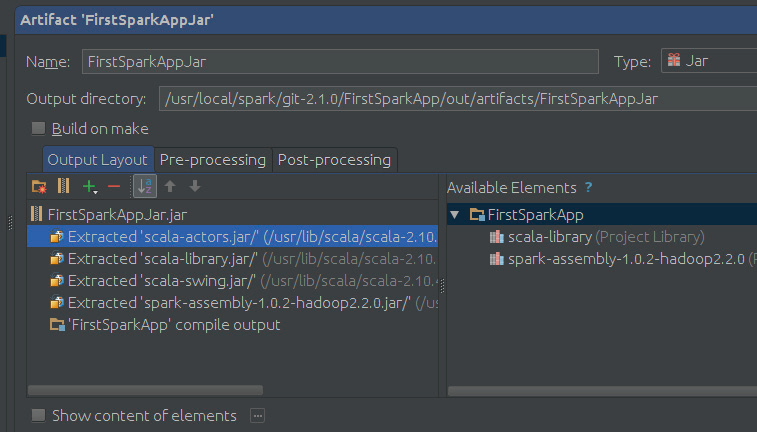 Artifact 'FirstSparkAppJar'
Name: FirstSparkAppJar Type: Jar
Output directory: /usr/local/spark/git-2.1.0/FirstSparkApp/out/artifacts/FirstSparkAppJar
Build on make
Output Layout Pre-processing Post-processing
Available Elements ?
FirstSparkAppJar.jar
Extracted 'scala-actors.jar/' (/usr/lib/scala/scala-2.10.
Extracted 'scala-library.jar/' (/usr/lib/scala/scala-2.10.
Extracted 'scala-swing.jar/' (/usr/lib/scala/scala-2.10.4
Extracted 'spark-assembly-1.0.2-hadoop2.2.0.jar/' (/us
'FirstSparkApp' compile output
FirstSparkApp
scala-library (Project Library)
spark-assembly-1.0.2-hadoop2.2.0 (P
Show content of elements ...